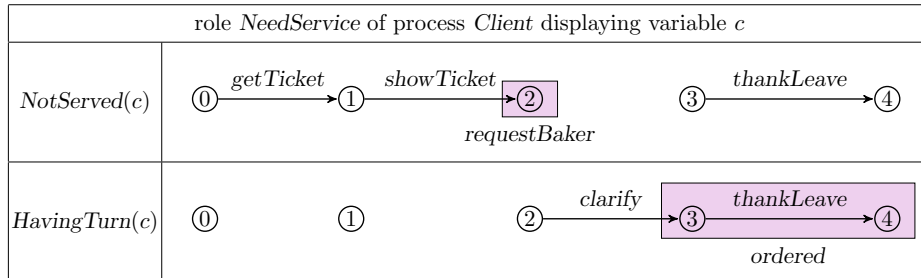 role NeedService of process Client displaying variable c
getTicket showTicket thankLeave
NotServed(c) 0 1 2 3 4
requestBaker
clarify thankLeave
HavingTurn(c) 0 1 2 3 4
ordered